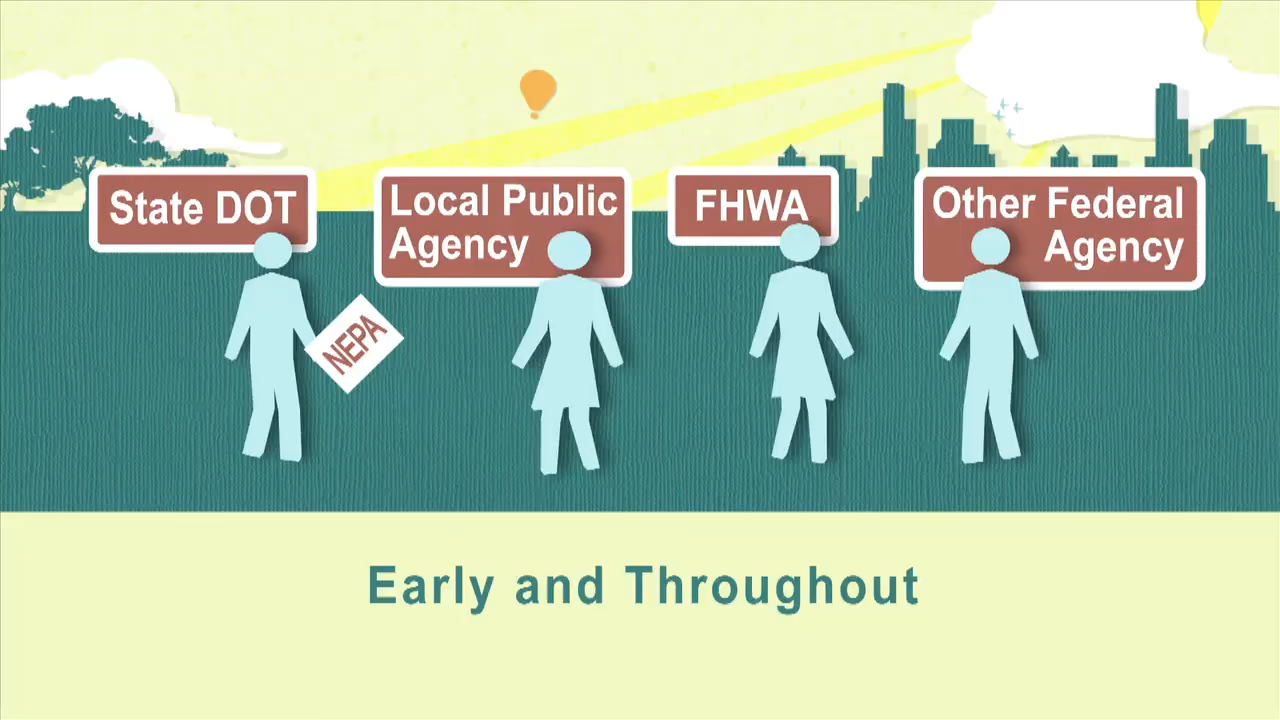 State DOT
Local Public
Agency
FHWA
Other Federal
Agency
NEPA
Early and Throughout